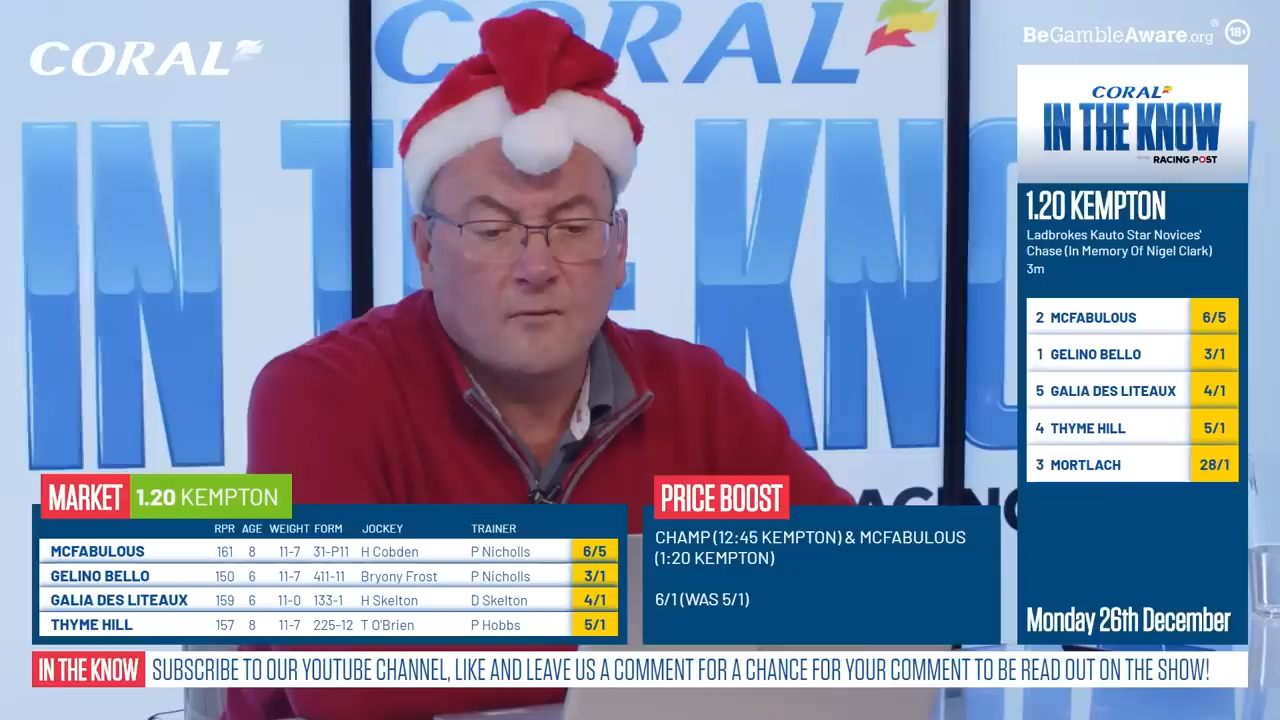 CORAL
CORAL
BeGambleAware.org® 18+
IN THE KNOW
CORAL
IN THE KNOW
RACING POST
1.20 KEMPTON
Ladbrokes Kauto Star Novices'
Chase (In Memory Of Nigel Clark)
3m
2 MCFABULOUS 6/5
1 GELINO BELLO 3/1
5 GALIA DES LITEAUX 4/1
4 THYME HILL 5/1
3 MORTLACH 28/1
Monday 26th December
MARKET 1.20 KEMPTON
RPR AGE WEIGHT FORM JOCKEY TRAINER
MCFABULOUS 161 8 11-7 31-P11 H Cobden P Nicholls 6/5
GELINO BELLO 150 6 11-7 411-11 Bryony Frost P Nicholls 3/1
GALIA DES LITEAUX 159 6 11-0 133-1 H Skelton D Skelton 4/1
THYME HILL 157 8 11-7 225-12 T O'Brien P Hobbs 5/1
PRICE BOOST
CHAMP (12:45 KEMPTON) & MCFABULOUS
(1:20 KEMPTON)
6/1 (WAS 5/1)
IN THE KNOW SUBSCRIBE TO OUR YOUTUBE CHANNEL, LIKE AND LEAVE US A COMMENT FOR A CHANCE FOR YOUR COMMENT TO BE READ OUT ON THE SHOW!